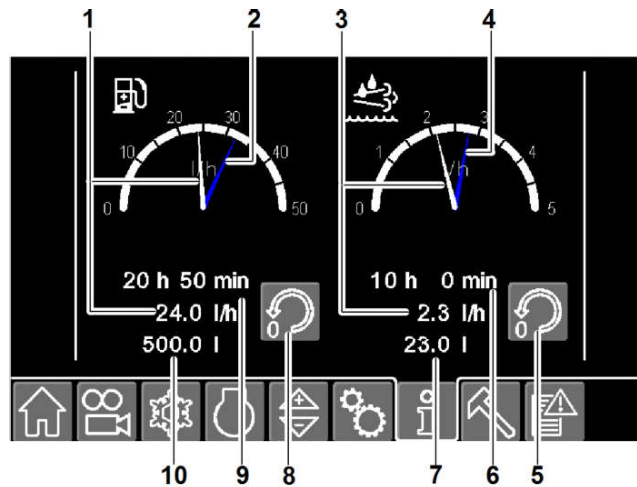 1 2 3 4
20 30
2 3
10 40
1 4
l/h
/h
0 50
0 5
20 h 50 min
10 h 0 min
24.0 l/h
2.3 l/h
0
0
500.0 l
23.0 l
10 9 8 7 6 5